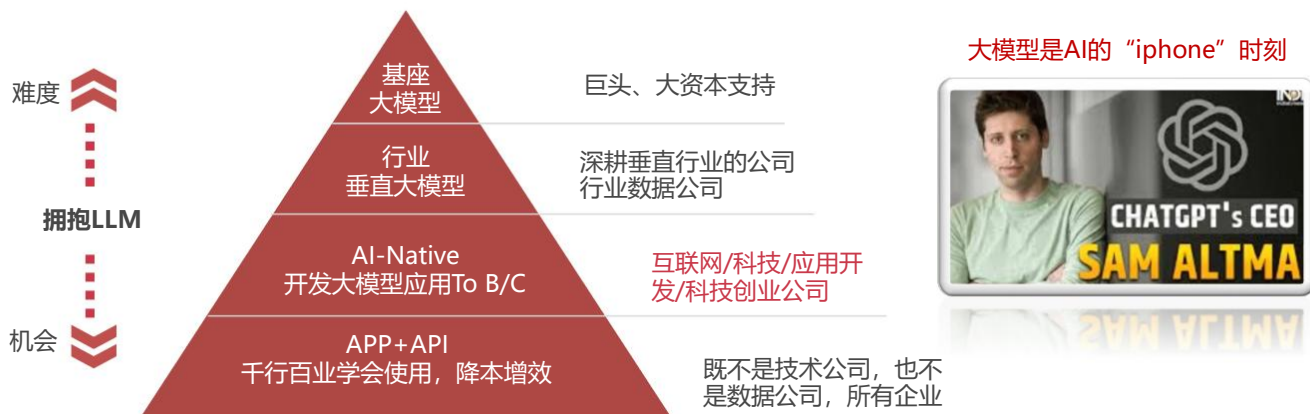 大模型是AI的“iphone”时刻
难度
基座
大模型
巨头、大资本支持
行业
垂直大模型
深耕垂直行业的公司
行业数据公司
拥抱LLM
CHATGPT's CEO
SAM ALTMA
AI-Native
开发大模型应用To B/C
互联网/科技/应用开
发/科技创业公司
机会
APP+API
千行百业学会使用，降本增效
既不是技术公司，也不
是数据公司，所有企业